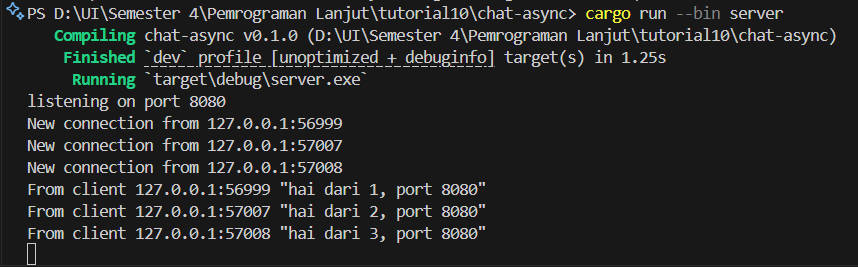 PS D:\UI\Semester 4\Pemrograman Lanjut\tutorial10\chat-async> cargo run --bin server
Compiling chat-async v0.1.0 (D:\UI\Semester 4\Pemrograman Lanjut\tutorial10\chat-async)
Finished `dev` profile [unoptimized + debuginfo] target(s) in 1.25s
Running `target\debug\server.exe`
listening on port 8080
New connection from 127.0.0.1:56999
New connection from 127.0.0.1:57007
New connection from 127.0.0.1:57008
From client 127.0.0.1:56999 "hai dari 1, port 8080"
From client 127.0.0.1:57007 "hai dari 2, port 8080"
From client 127.0.0.1:57008 "hai dari 3, port 8080"